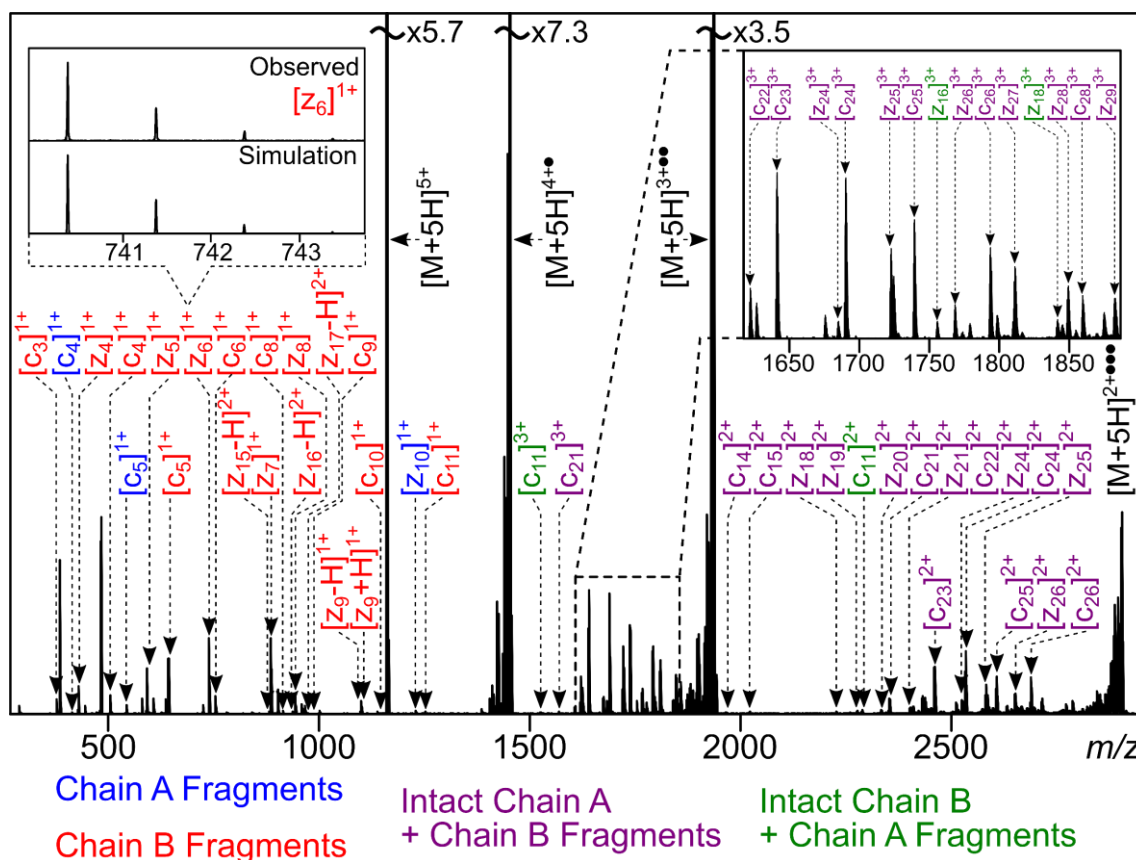 x5.7
x7.3
x3.5
Observed
[z6]1+
Simulation
741 742 743
[M+5H]5+
[M+5H]4+•
[M+5H]3+••
[M+5H]2+•••
[c22]3+
[c23]3+
[z24]3+
[c24]3+
[z25]3+
[c25]3+
[z16]3+
[z26]3+
[c26]3+
[z27]3+
[z18]3+
[z28]3+
[c28]3+
[z29]3+
1650 1700 1750 1800 1850
[c3]1+
[c4]1+
[z4]1+
[c4]1+
[z5]1+
[z6]1+
[c6]1+
[c8]1+
[z8]1+
[z17-H]2+
[c9]1+
[c5]1+
[c5]1+
[z15-H]2+
[z7]1+
[z16-H]2+
[c10]1+
[z9-H]1+
[z9+H]1+
[z10]1+
[c11]1+
[c11]3+
[c21]3+
[c14]2+
[c15]2+
[z18]2+
[z19]2+
[c11]2+
[z20]2+
[c21]2+
[z21]2+
[c22]2+
[z24]2+
[c24]2+
[z25]2+
[c23]2+
[c25]2+
[z26]2+
[c26]2+
500 1000 1500 2000 2500 m/z
Chain A Fragments
Chain B Fragments
Intact Chain A
+ Chain B Fragments
Intact Chain B
+ Chain A Fragments